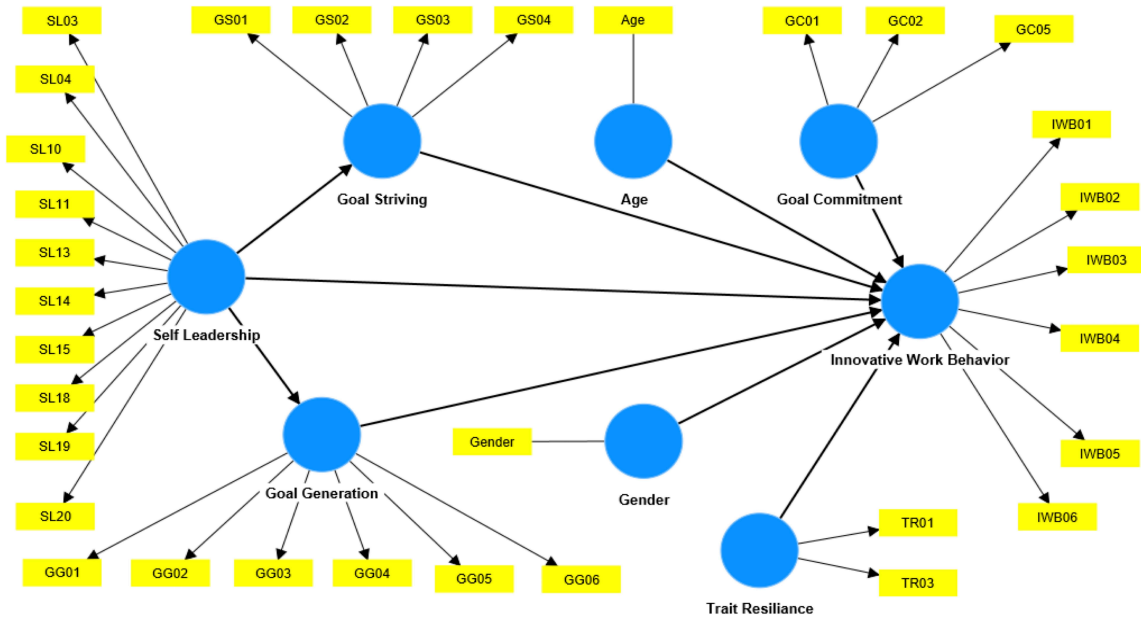 SL03
GS01
GS02
GS03
GS04
Age
GC01
GC02
GC05
SL04
SL10
SL11
SL13
SL14
SL15
SL18
SL19
SL20
Goal Striving
Age
Goal Commitment
IWB01
IWB02
IWB03
IWB04
IWB05
IWB06
Self Leadership
Innovative Work Behavior
Gender
Goal Generation
Gender
GG01
GG02
GG03
GG04
GG05
GG06
TR01
TR03
Trait Resiliance